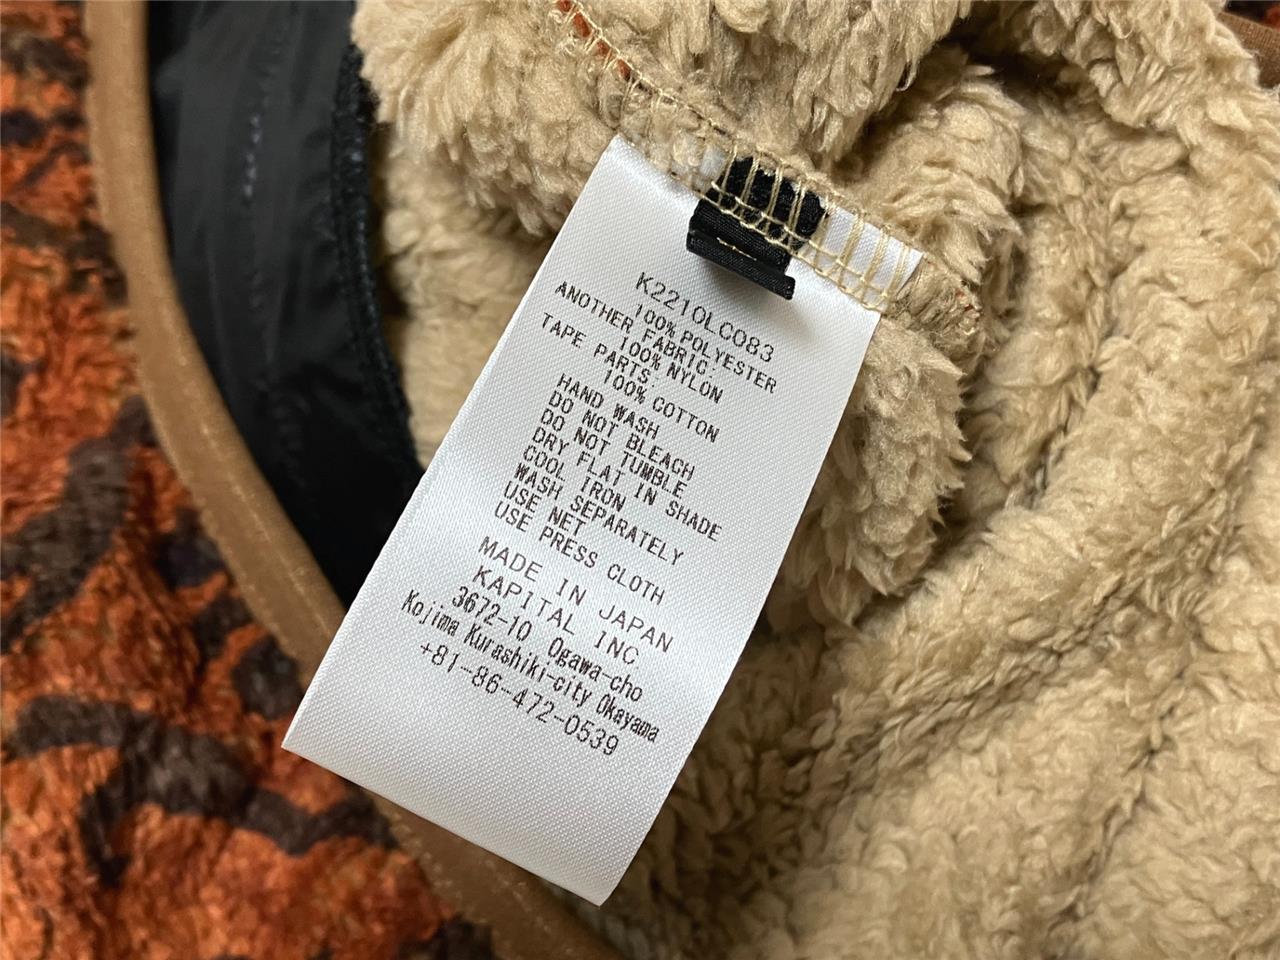 K2210LC083
100% POLYESTER
ANOTHER FABRIC:
100% NYLON
TAPE PARTS:
100% COTTON
HAND WASH
DO NOT BLEACH
DO NOT TUMBLE
DRY FLAT IN SHADE
COOL IRON
WASH SEPARATELY
USE NET
USE PRESS CLOTH
MADE IN JAPAN
KAPITAL INC
3672-10 Ogawa-cho
Kojima Kurashiki-city Okayama
+81-86-472-0539